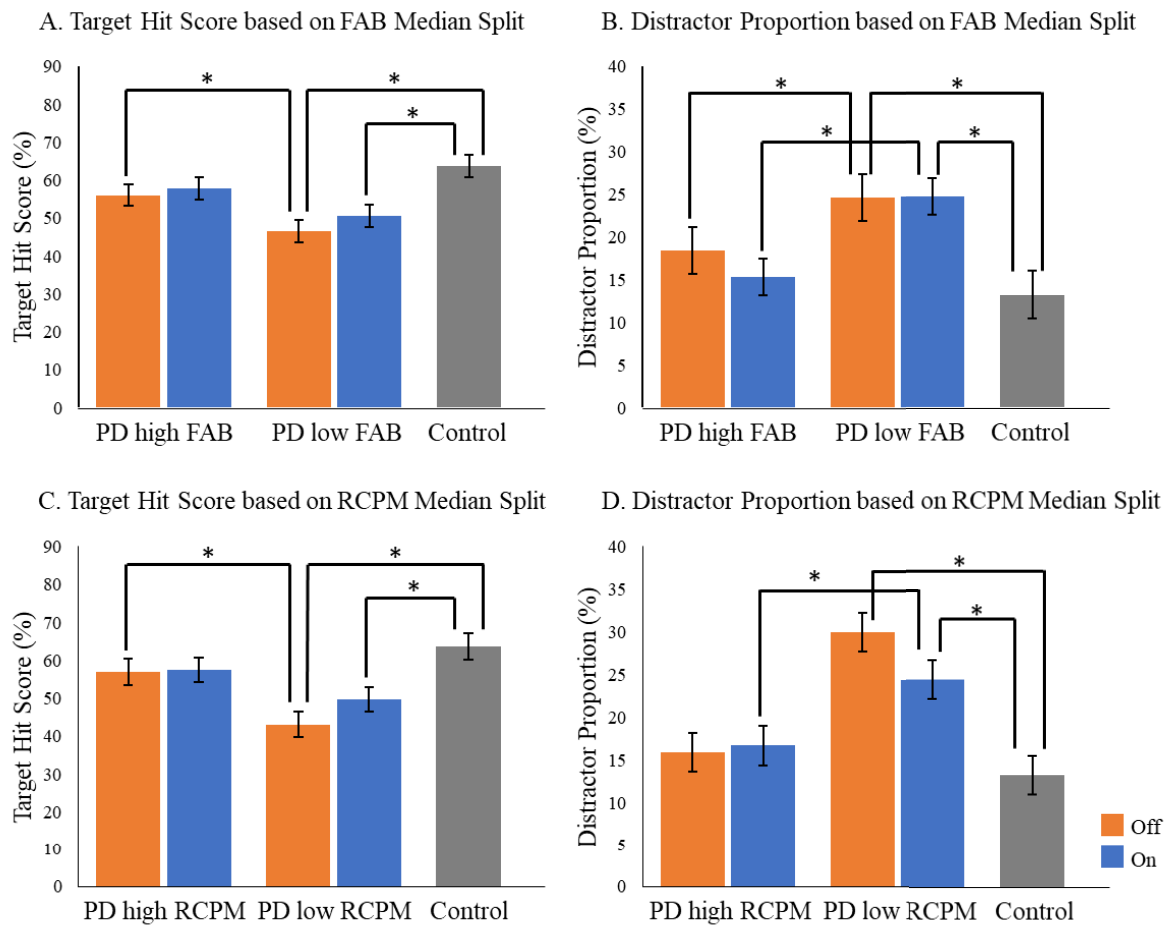 A. Target Hit Score based on FAB Median Split
Target Hit Score (%)
90
80
70
60
50
40
30
20
10
0
*
*
*
PD high FAB
PD low FAB
Control
B. Distractor Proportion based on FAB Median Split
Distractor Proportion (%)
40
35
30
25
20
15
10
5
0
*
*
*
*
PD high FAB
PD low FAB
Control
C. Target Hit Score based on RCPM Median Split
Target Hit Score (%)
90
80
70
60
50
40
30
20
10
0
*
*
*
PD high RCPM
PD low RCPM
Control
D. Distractor Proportion based on RCPM Median Split
Distractor Proportion (%)
40
35
30
25
20
15
10
5
0
*
*
*
PD high RCPM
PD low RCPM
Control
Off
On